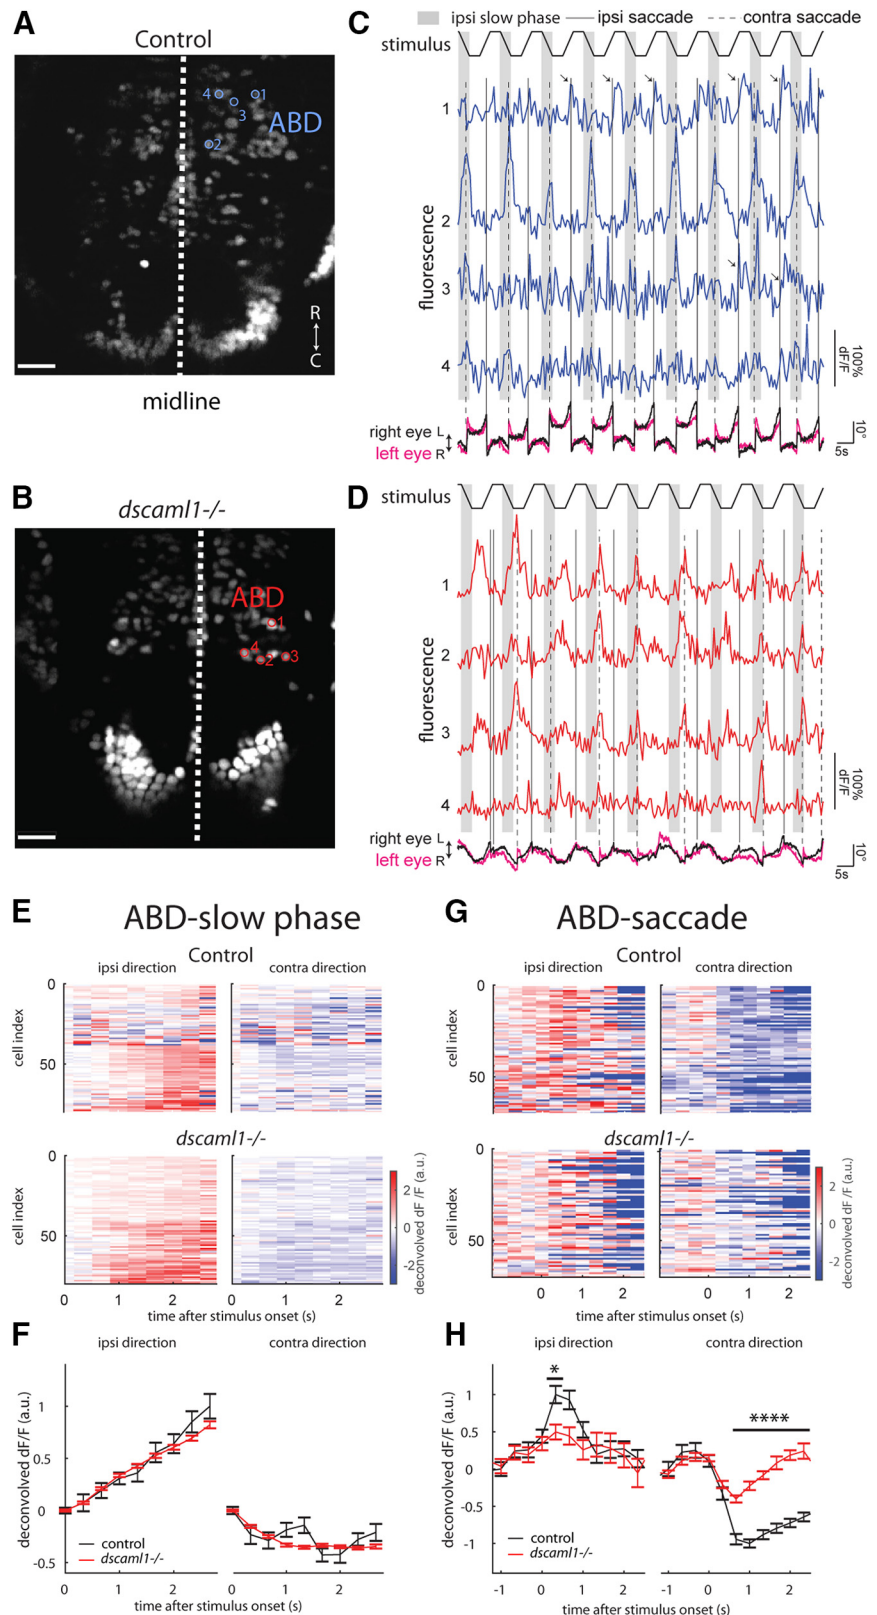 A
Control
4
1
3
ABD
2
R
C
midline
B
dscaml1-/-
ABD
1
4
2
3
C
ipsi slow phase
ipsi saccade
contra saccade
stimulus
1
2
fluorescence
3
4
100%
dF/F
right eye L
left eye R
10°
5s
D
stimulus
1
2
fluorescence
3
4
100%
dF/F
right eye L
left eye R
10°
5s
E
ABD-slow phase
Control
ipsi direction
contra direction
0
50
cell index
dscaml1-/-
0
50
cell index
2
0
-2
deconvolved dF /F (a.u.)
0 1 2 0 1 2
time after stimulus onset (s)
G
ABD-saccade
Control
ipsi direction
contra direction
0
50
cell index
dscaml1-/-
0
50
cell index
2
0
-2
deconvolved dF /F (a.u.)
0 1 2 0 1 2
time after stimulus onset (s)
F
ipsi direction
contra direction
1
0.5
0
-0.5
deconvolved dF/F (a.u.)
control
dscaml1-/-
0 1 2 0 1 2
time after stimulus onset (s)
H
ipsi direction
contra direction
*
****
1
0.5
0
-0.5
-1
deconvolved dF/F (a.u.)
control
dscaml1-/-
-1 0 1 2 -1 0 1 2
time after stimulus onset (s)